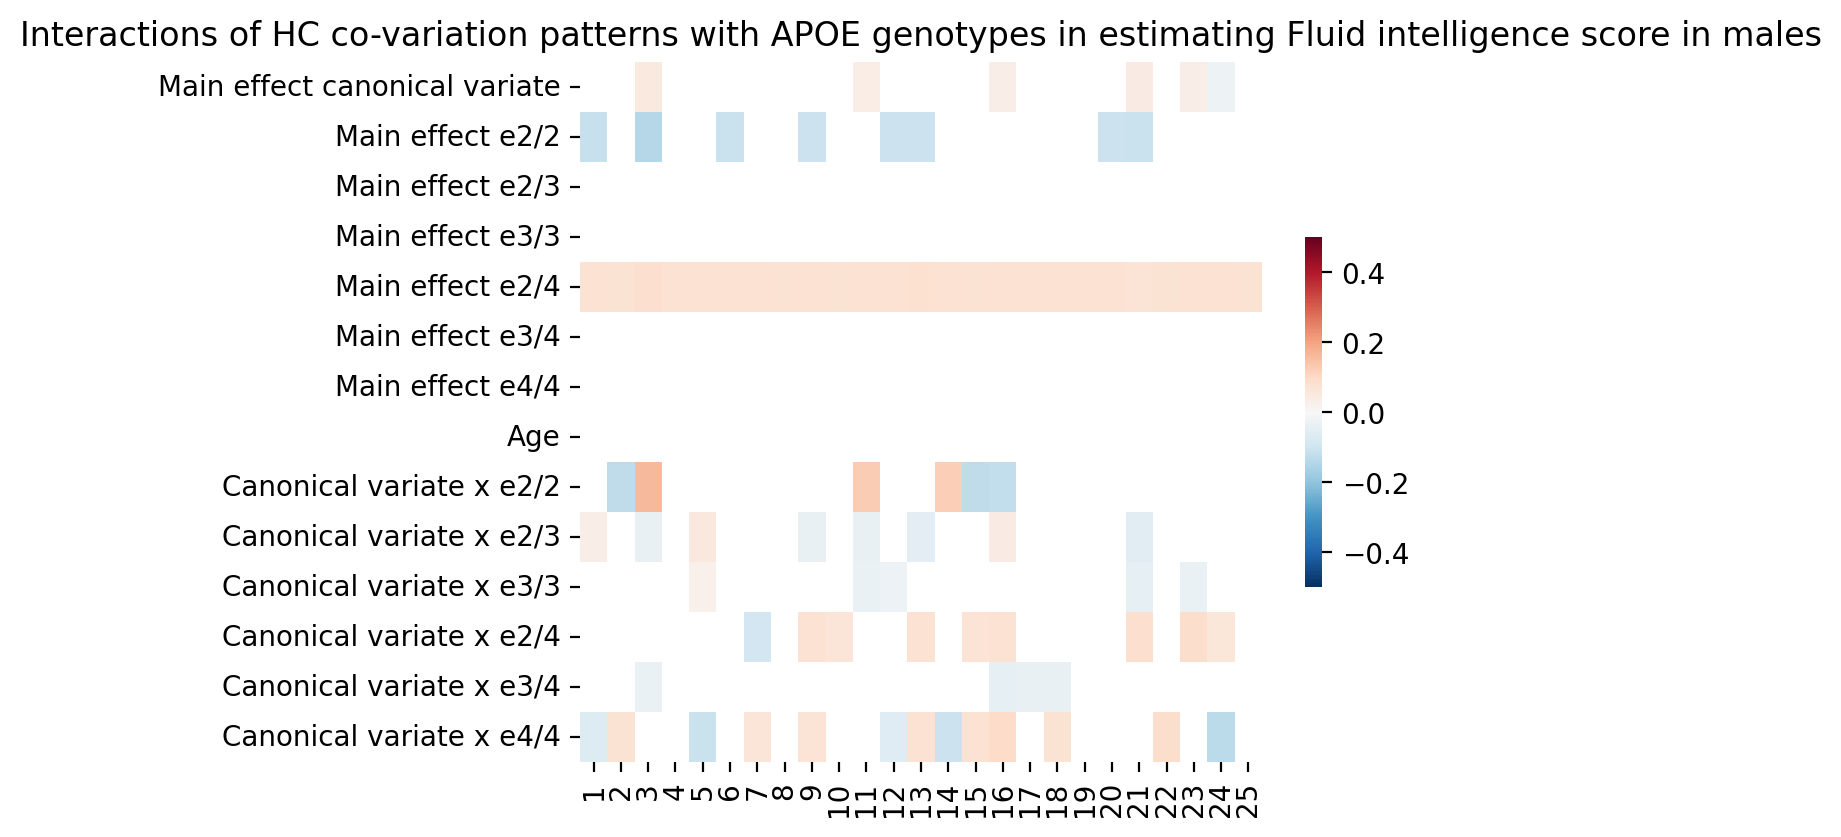 Interactions of HC co-variation patterns with APOE genotypes in estimating Fluid intelligence score in males
Main effect canonical variate
Main effect e2/2
Main effect e2/3
Main effect e3/3
Main effect e2/4
Main effect e3/4
Main effect e4/4
Age
Canonical variate x e2/2
Canonical variate x e2/3
Canonical variate x e3/3
Canonical variate x e2/4
Canonical variate x e3/4
Canonical variate x e4/4
1 2 3 4 5 6 7 8 9 10 11 12 13 14 15 16 17 18 19 20 21 22 23 24 25
0.4
0.2
0.0
−0.2
−0.4